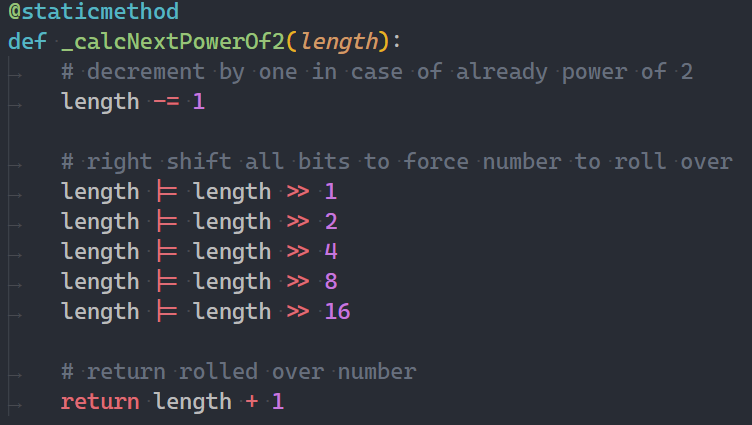 @staticmethod
def _calcNextPowerOf2(length):
# decrement by one in case of already power of 2
length -= 1
# right shift all bits to force number to roll over
length |= length >> 1
length |= length >> 2
length |= length >> 4
length |= length >> 8
length |= length >> 16
# return rolled over number
return length + 1